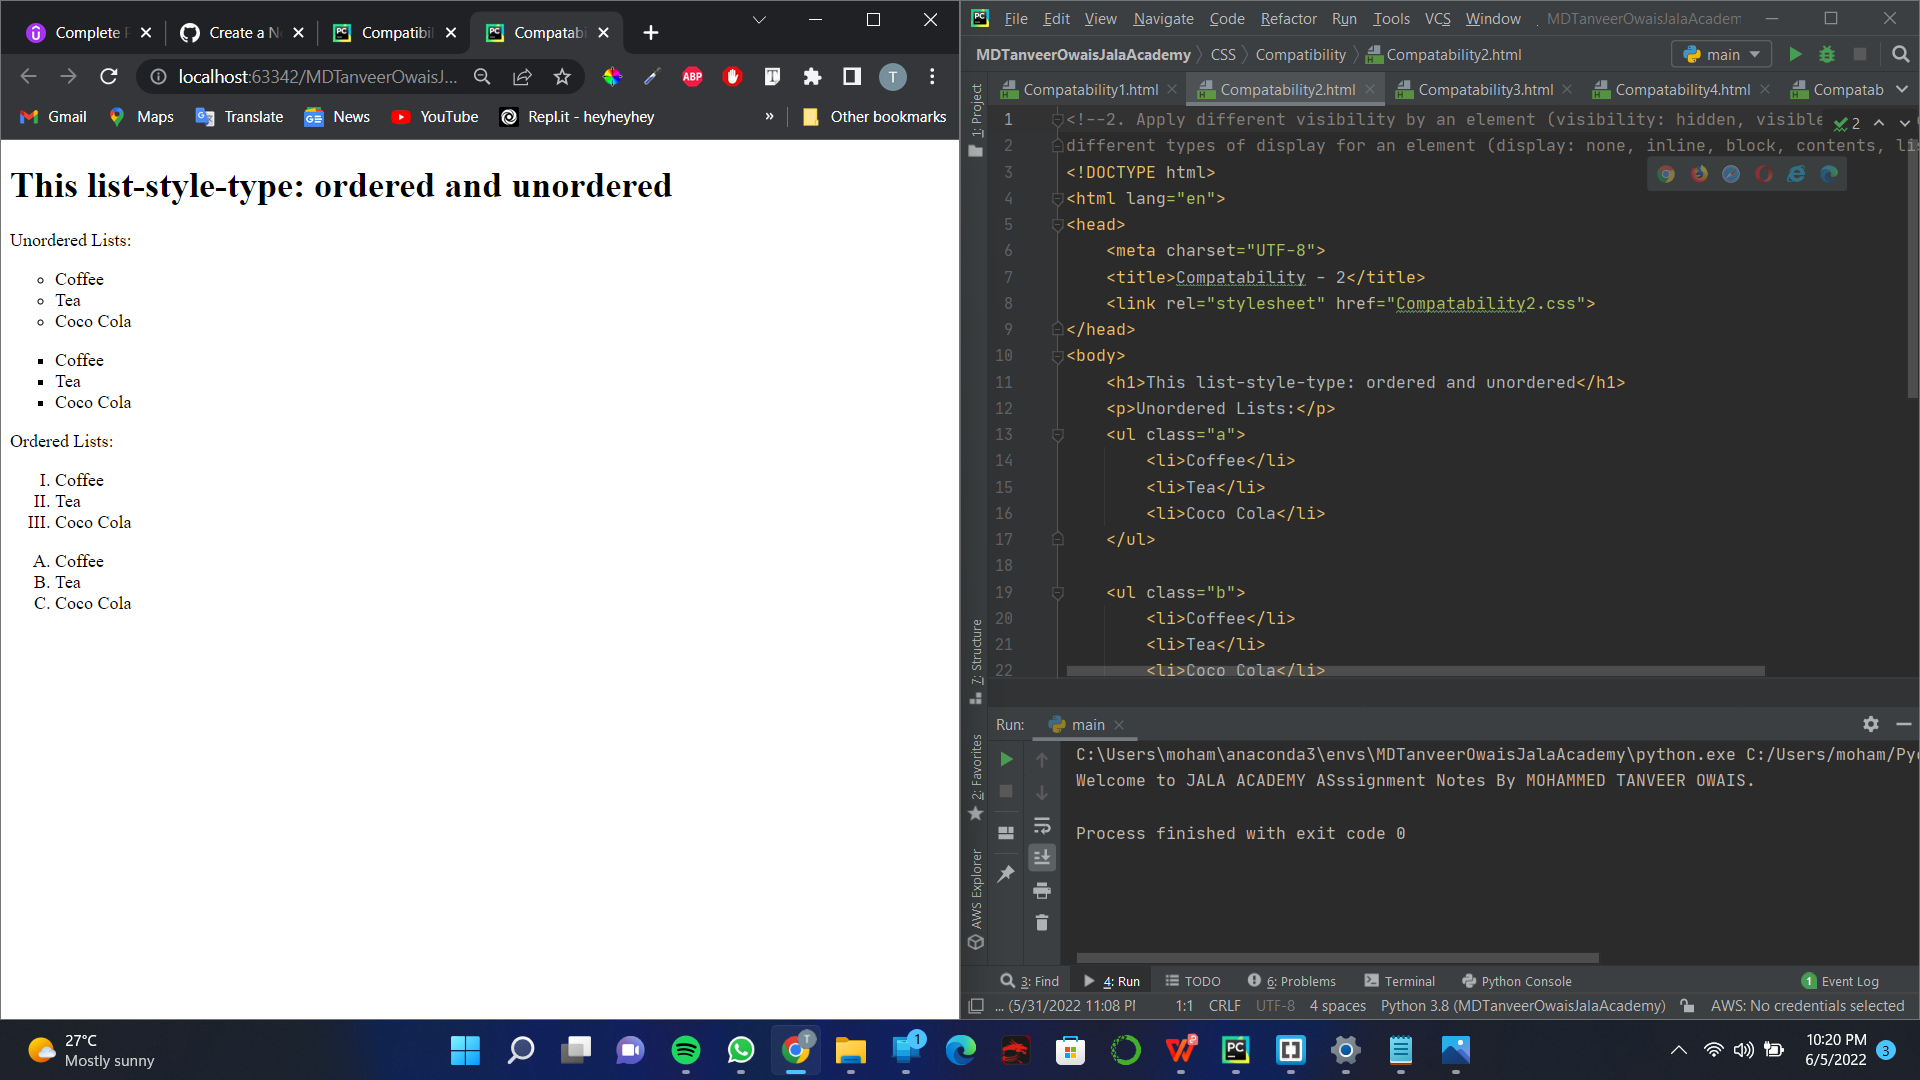 Complete
Create a N
Compatibil
Compatabi
localhost:63342/MDTanveerOwaisJ...
ABP
T
Gmail
Maps
Translate
News
YouTube
Repl.it - heyheyhey
»
Other bookmarks
This list-style-type: ordered and unordered
Unordered Lists:
Coffee
Tea
Coco Cola
Coffee
Tea
Coco Cola
Ordered Lists:
I. Coffee
II. Tea
III. Coco Cola
A. Coffee
B. Tea
C. Coco Cola
PC File Edit View Navigate Code Refactor Run Tools VCS Window MDTanveerOwaisJalaAcadem
MDTanveerOwaisJalaAcademy CSS Compatibility Compatability2.html main
Compatability1.html Compatability2.html Compatability3.html Compatability4.html Compatab
1: Project
7: Structure
2: Favorites
AWS Explorer
2
1 <!--2. Apply different visibility by an element (visibility: hidden, visible
2 different types of display for an element (display: none, inline, block, contents, lis
3 <!DOCTYPE html>
4 <html lang="en">
5 <head>
6 <meta charset="UTF-8">
7 <title>Compatability - 2</title>
8 <link rel="stylesheet" href="Compatability2.css">
9 </head>
10 <body>
11 <h1>This list-style-type: ordered and unordered</h1>
12 <p>Unordered Lists:</p>
13 <ul class="a">
14 <li>Coffee</li>
15 <li>Tea</li>
16 <li>Coco Cola</li>
17 </ul>
18
19 <ul class="b">
20 <li>Coffee</li>
21 <li>Tea</li>
22 <li>Coco Cola</li>
Run: main
C:\Users\moham\anaconda3\envs\MDTanveerOwaisJalaAcademy\python.exe C:/Users/moham/Pyc
Welcome to JALA ACADEMY ASssignment Notes By MOHAMMED TANVEER OWAIS.
Process finished with exit code 0
3: Find 4: Run TODO 6: Problems Terminal Python Console 1 Event Log
... (5/31/2022 11:08 PM 1:1 CRLF UTF-8 4 spaces Python 3.8 (MDTanveerOwaisJalaAcademy) AWS: No credentials selected
27°C
Mostly sunny
T
1
PC
10:20 PM
6/5/2022
3